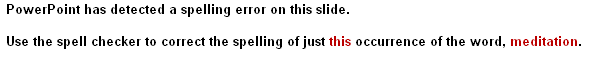 PowerPoint has detected a spelling error on this slide.
Use the spell checker to correct the spelling of just this occurrence of the word, meditation.